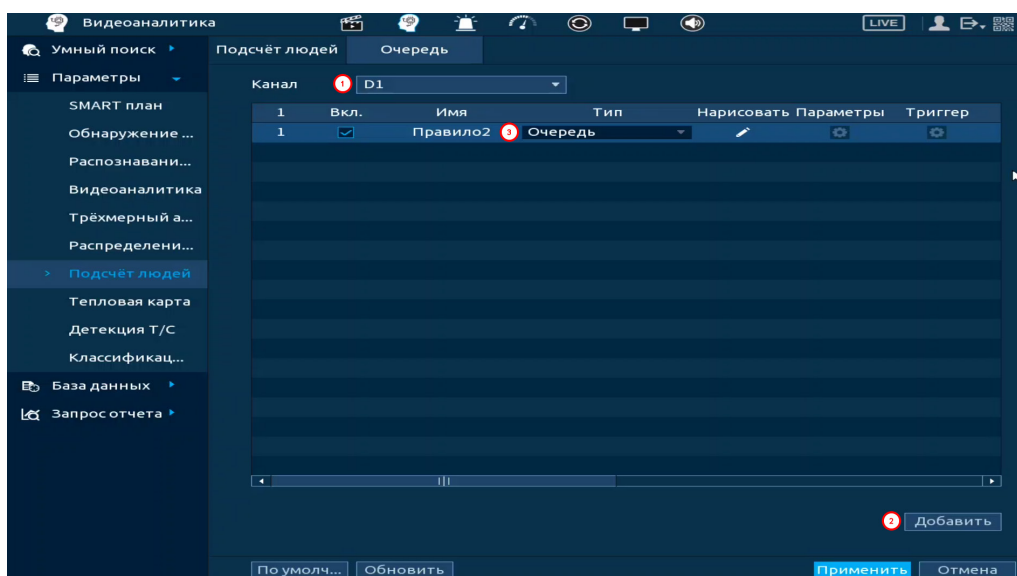 Видеоаналитика LIVE
Умный поиск Подсчёт людей Очередь
Параметры
Канал 1 D1
SMART план
1 Вкл. Имя Тип Нарисовать Параметры Триггер
Обнаружение ...
1 Правило2 3 Очередь
Распознавани...
Видеоаналитика
Трёхмерный а...
Распределени...
Подсчёт людей
Тепловая карта
Детекция Т/С
Классификац...
База данных
Запрос отчета
2 Добавить
По умолч... Обновить Применить Отмена